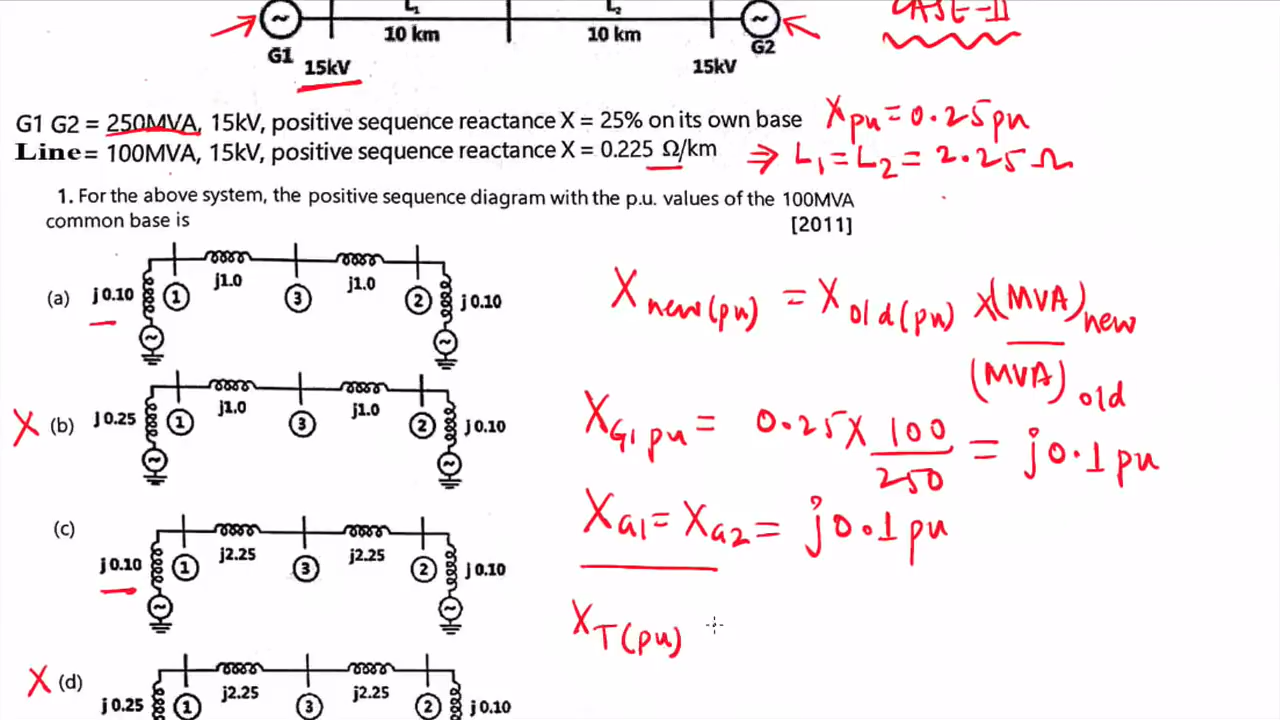 L₁ L₂ CASE-II
10 km 10 km
G1 G2
15kV 15kV
G1 G2 = 250MVA, 15kV, positive sequence reactance X = 25% on its own base Xpu = 0.25pu
Line= 100MVA, 15kV, positive sequence reactance X = 0.225 Ω/km ⇒ L₁ = L₂ = 2.25 Ω
1. For the above system, the positive sequence diagram with the p.u. values of the 100MVA
common base is [2011]
(a) j 0.10 1 j1.0 3 j1.0 2 j 0.10
X new(pu) = X old(pu) X (MVA)new
(MVA) old
X (b) J 0.25 1 j1.0 3 j1.0 2 j 0.10
X G1 pu = 0.25 X 100/250 = j0.1 pu
XG1 = XG2 = j0.1 pu
(c) j 0.10 1 j2.25 3 j2.25 2 j 0.10
XT(pu)
X (d) j 0.25 1 j2.25 3 j2.25 2 j 0.10